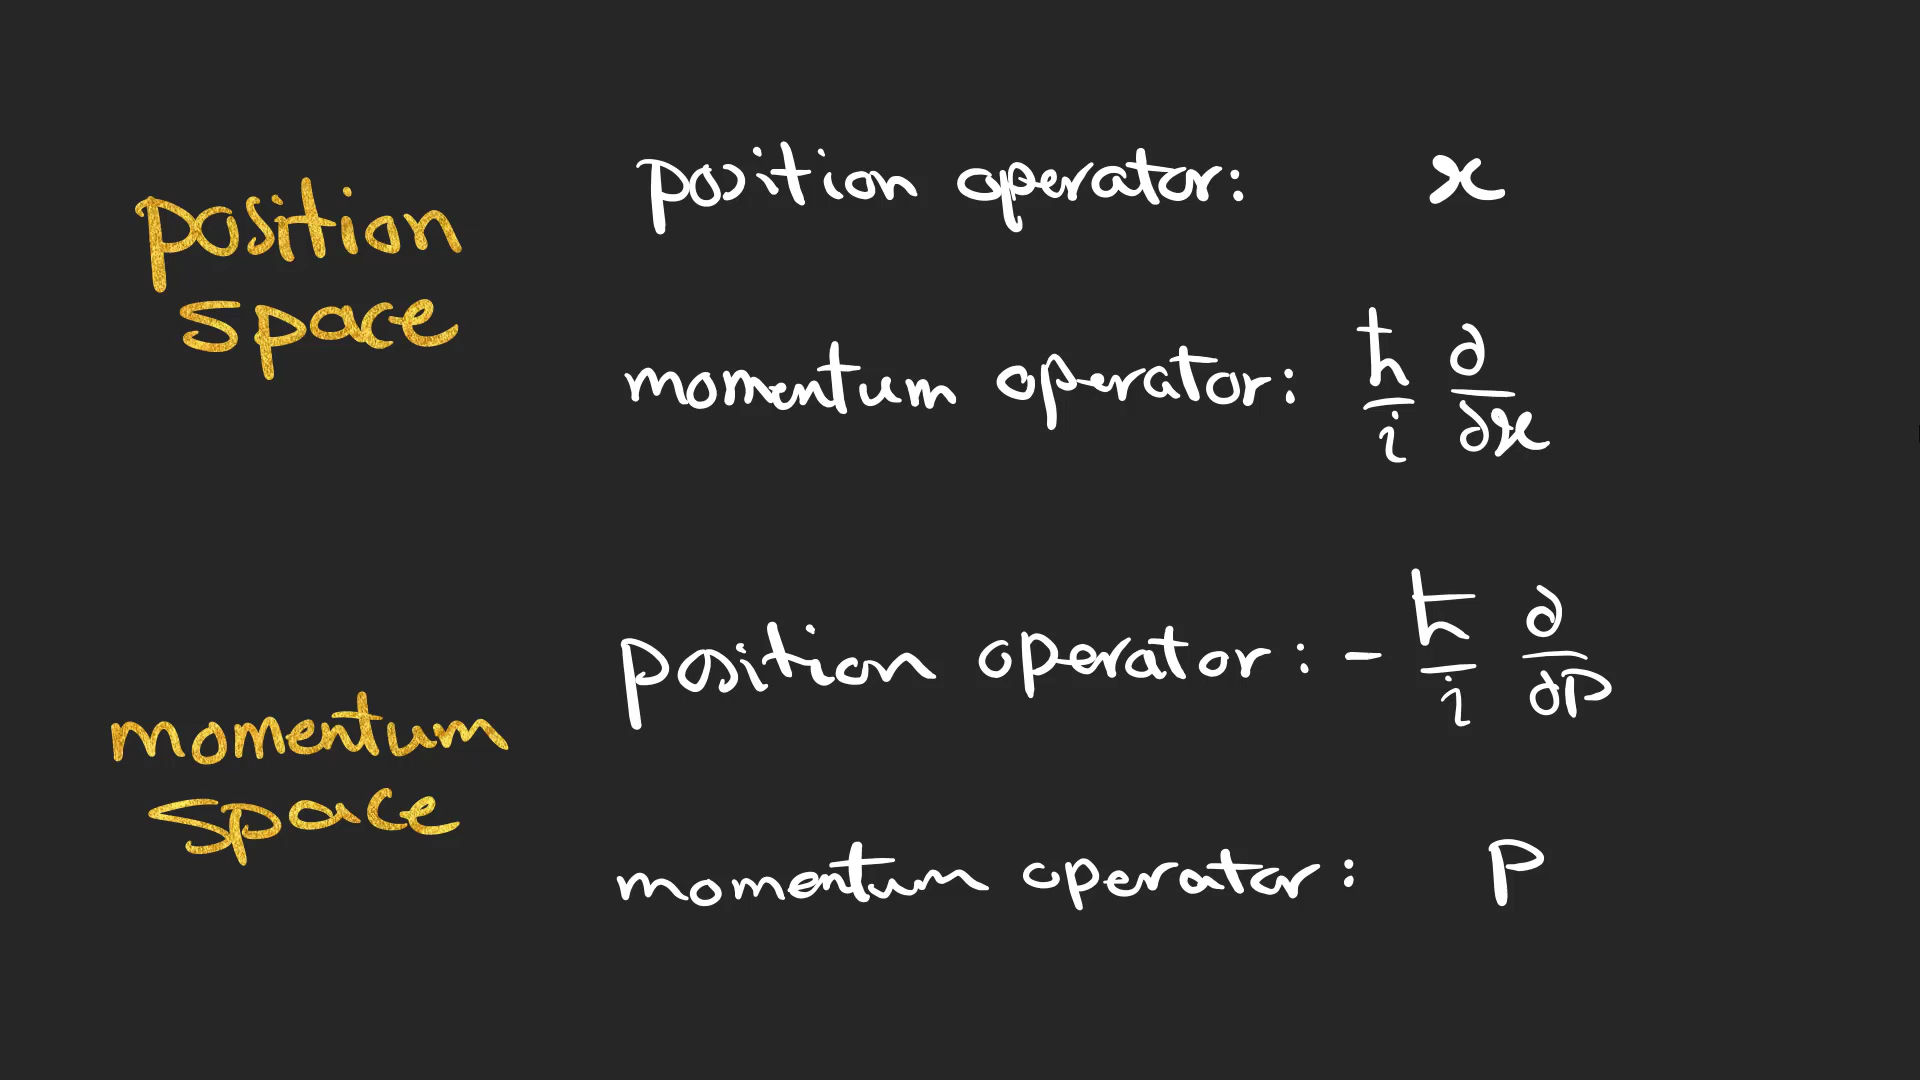 position
space
position operator: x
momentum operator: ħ/i ∂/∂x
momentum
space
position operator: - ħ/i ∂/∂p
momentum operator: p